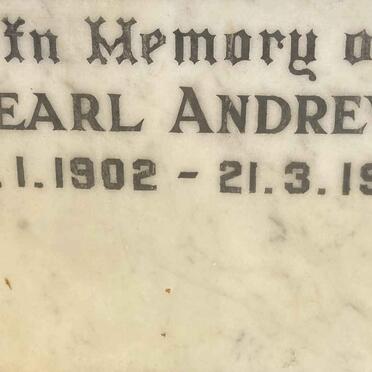 In Memory o
EARL ANDRE
.1.1902 - 21.3.19